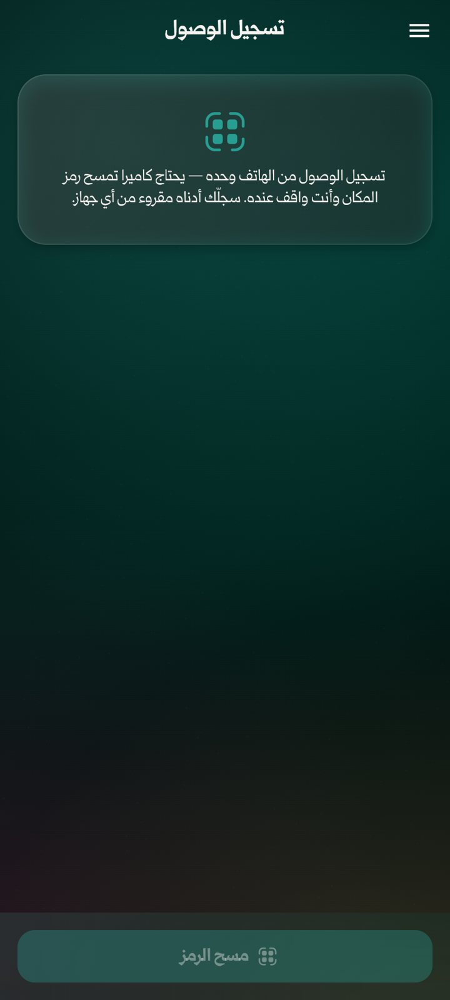 تسجيل الوصول
تسجيل الوصول من الهاتف وحده — يحتاج كاميرا تمسح رمز
المكان وأنت واقف عنده. سجلّك أدناه مقروء من أي جهاز.
مسح الرمز